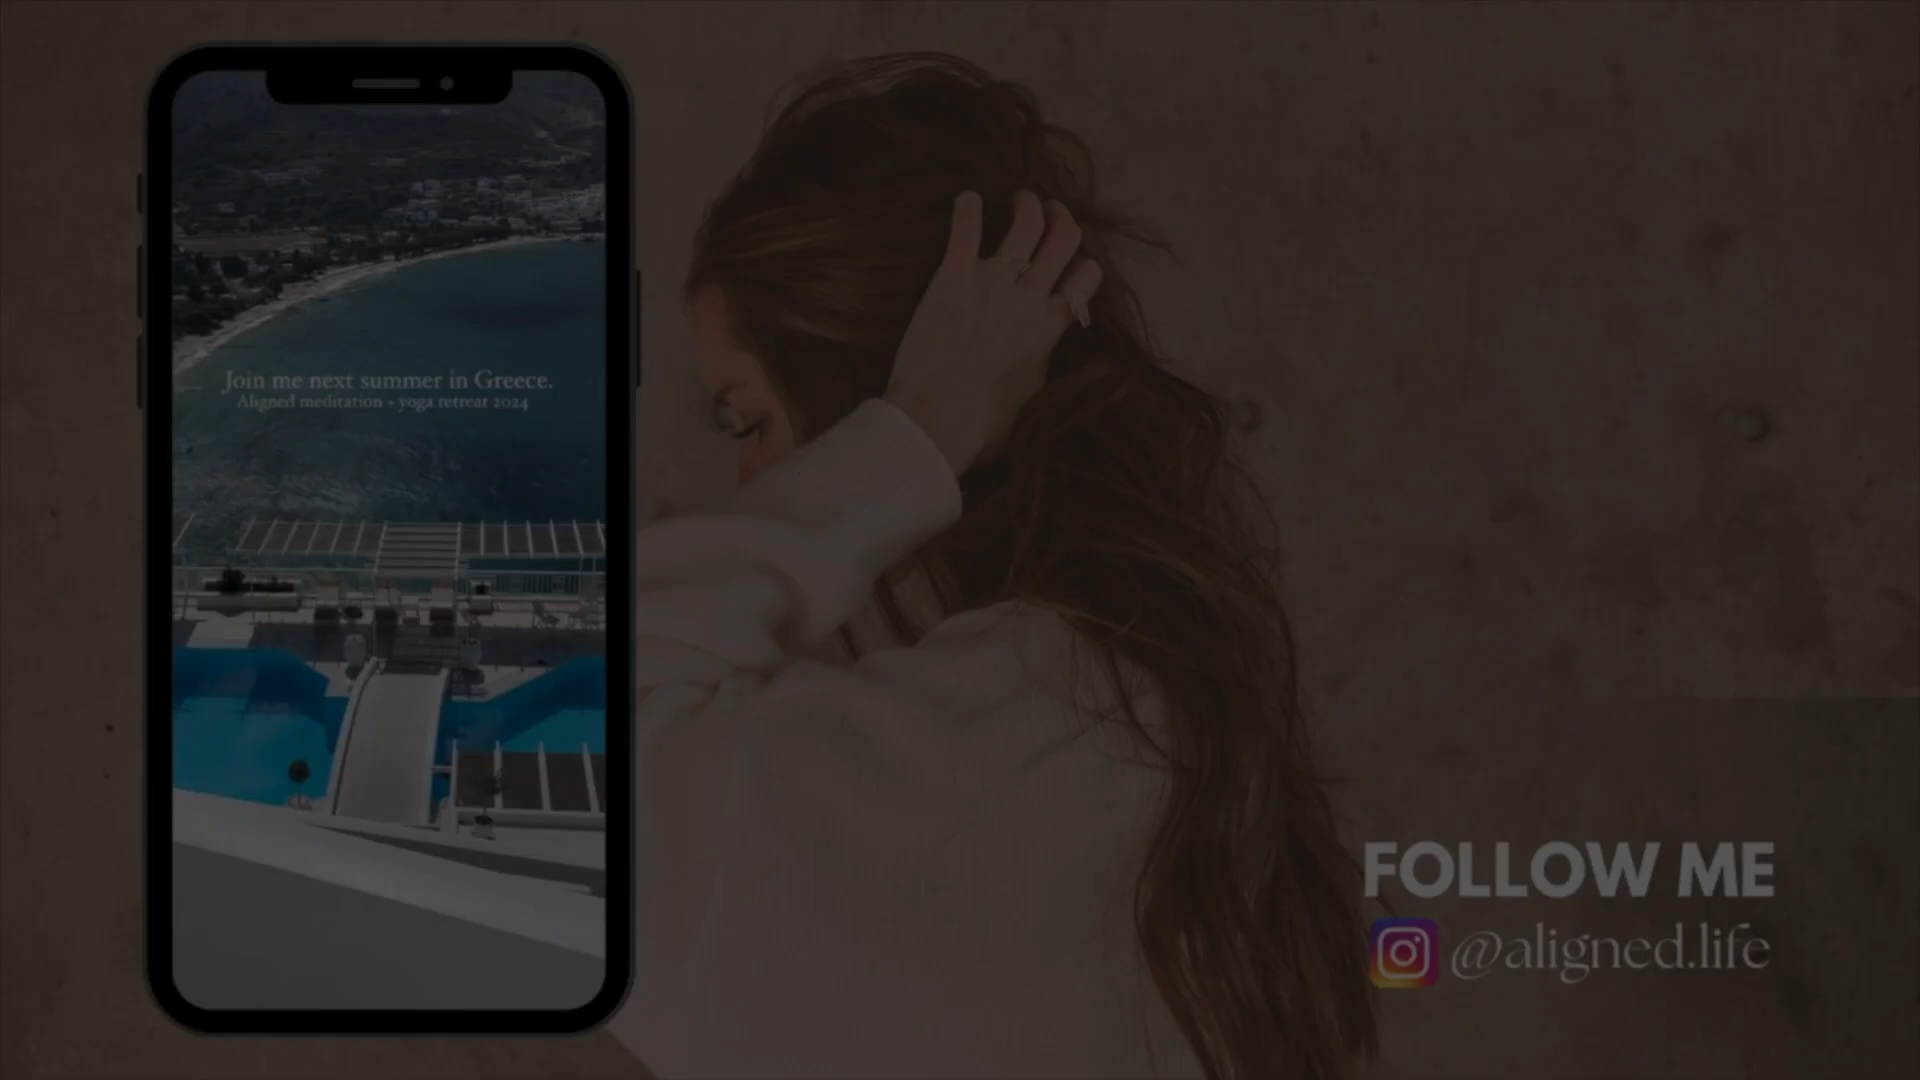 Join me next summer in Greece.
Aligned meditation + yoga retreat 2024
FOLLOW ME
@aligned.life